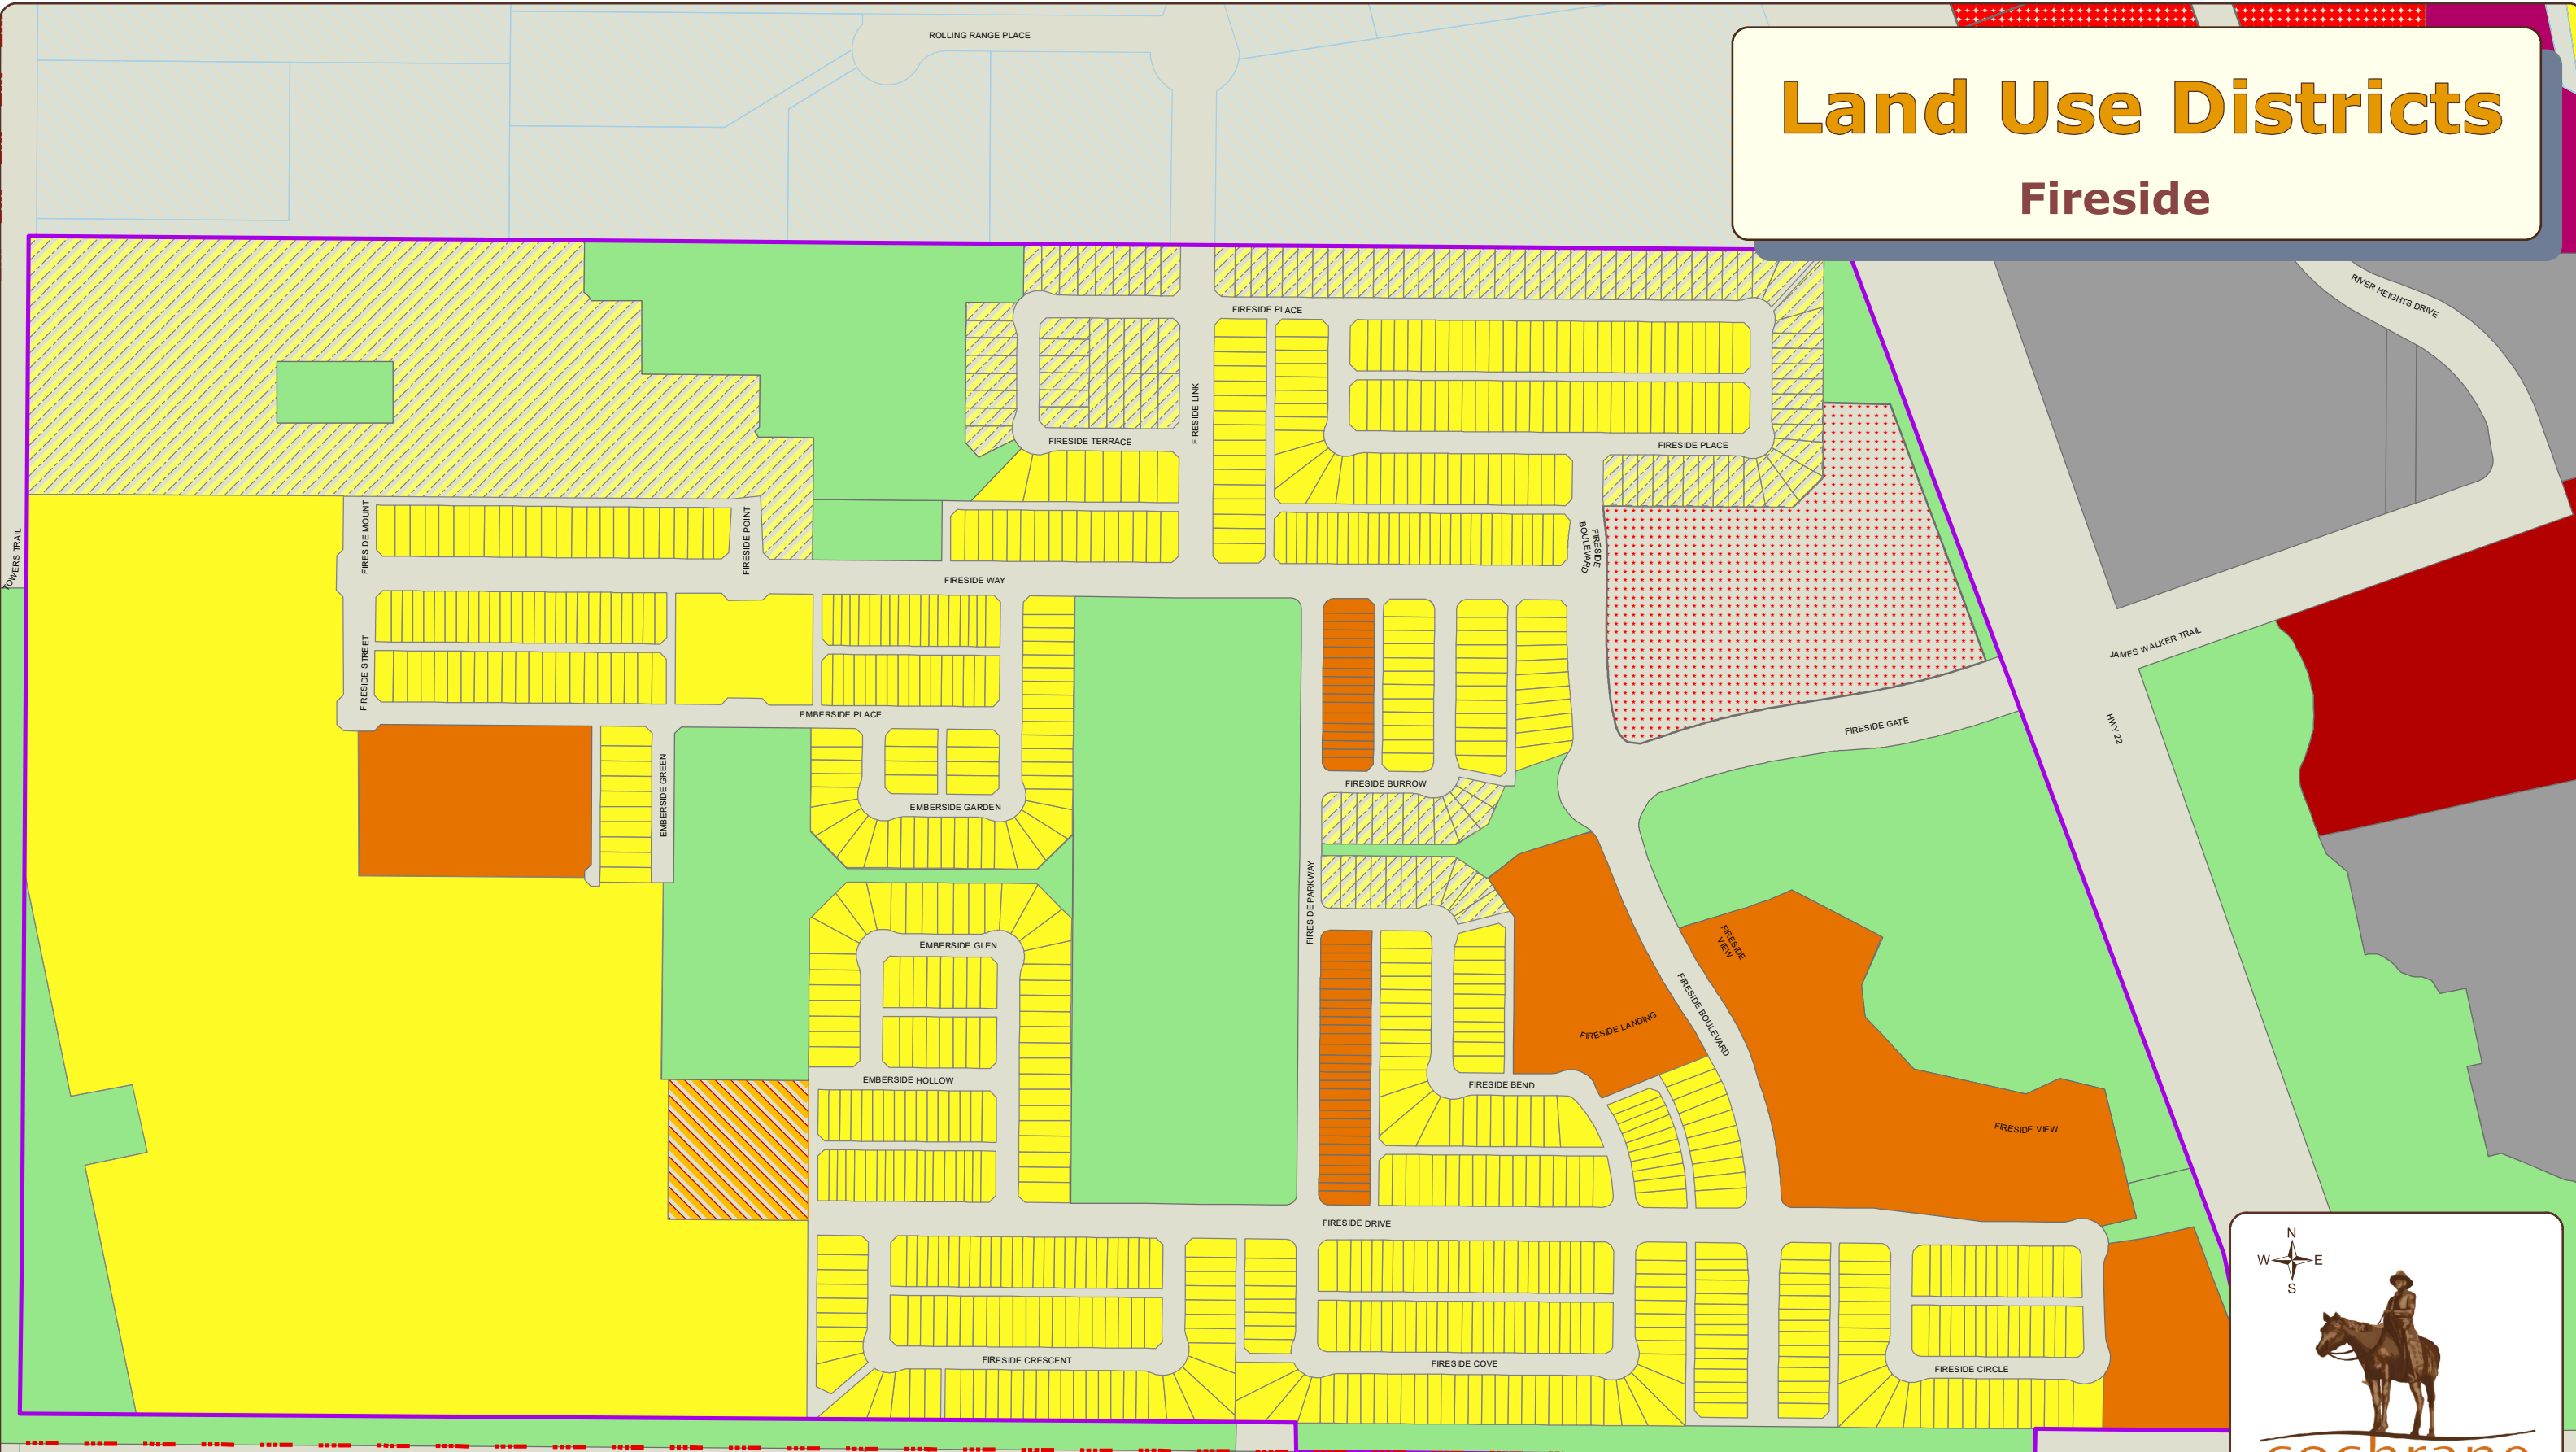 ROLLING RANGE PLACE
Land Use Districts
Fireside
RIVER HEIGHTS DRIVE
FIRESIDE PLACE
FIRESIDE LINK
FIRESIDE TERRACE
FIRESIDE PLACE
TOWERS TRAIL
FIRESIDE MOUNT
FIRESIDE POINT
FIRESIDE
BOULEVARD
FIRESIDE WAY
FIRESIDE STREET
JAMES WALKER TRAIL
EMBERSIDE PLACE
FIRESIDE GATE
HWY 22
EMBERSIDE GREEN
FIRESIDE BURROW
EMBERSIDE GARDEN
FIRESIDE PARKWAY
EMBERSIDE GLEN
FIRESIDE
VIEW
FIRESIDE BOULEVARD
FIRESIDE LANDING
EMBERSIDE HOLLOW
FIRESIDE BEND
FIRESIDE VIEW
FIRESIDE DRIVE
N
W E
S
FIRESIDE CRESCENT
FIRESIDE COVE
FIRESIDE CIRCLE
cochrane